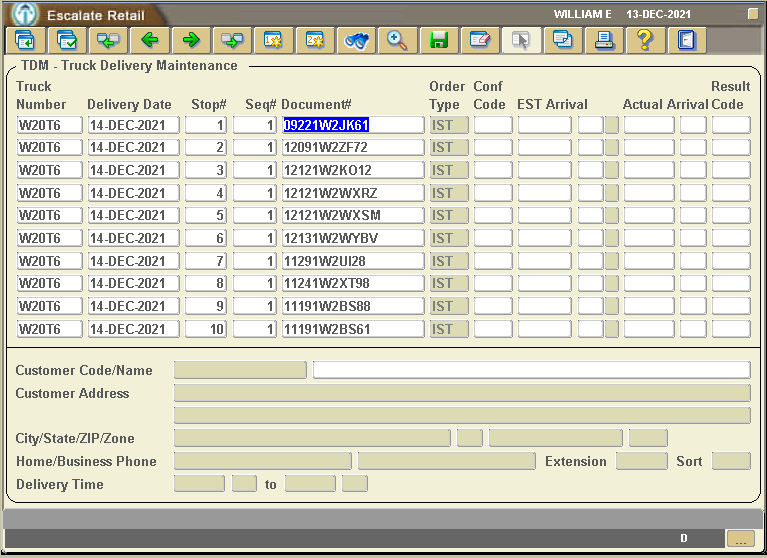 Escalate Retail WILLIAM E 13-DEC-2021
TDM - Truck Delivery Maintenance
Truck Order Conf Result
Number Delivery Date Stop# Seq# Document# Type Code EST Arrival Actual Arrival Code
W20T6 14-DEC-2021 1 1 09221W2JK61 IST
W20T6 14-DEC-2021 2 1 12091W2ZF72 IST
W20T6 14-DEC-2021 3 1 12121W2KO12 IST
W20T6 14-DEC-2021 4 1 12121W2WXRZ IST
W20T6 14-DEC-2021 5 1 12121W2WXSM IST
W20T6 14-DEC-2021 6 1 12131W2WYBV IST
W20T6 14-DEC-2021 7 1 11291W2UI28 IST
W20T6 14-DEC-2021 8 1 11241W2XT98 IST
W20T6 14-DEC-2021 9 1 11191W2BS88 IST
W20T6 14-DEC-2021 10 1 11191W2BS61 IST
Customer Code/Name
Customer Address
City/State/ZIP/Zone
Home/Business Phone Extension Sort
Delivery Time to
D ...